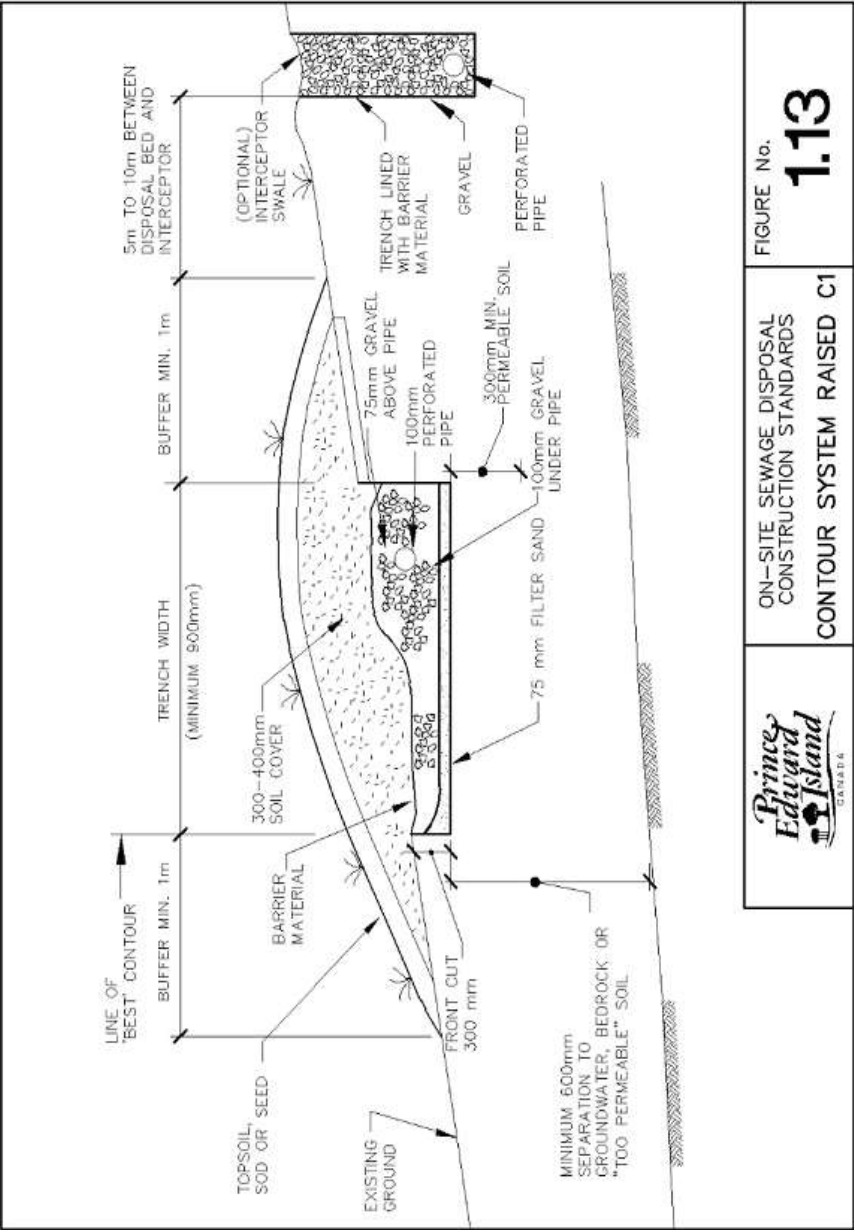 LINE OF
"BEST" CONTOUR
BUFFER MIN. 1m
TRENCH WIDTH
(MINIMUM 900mm)
BUFFER MIN. 1m
5m TO 10m BETWEEN
DISPOSAL BED AND
INTERCEPTOR
TOPSOIL,
SOD OR SEED
EXISTING
GROUND
BARRIER
MATERIAL
300-400mm
SOIL COVER
(OPTIONAL)
INTERCEPTOR
SWALE
TRENCH LINED
WITH BARRIER
MATERIAL
GRAVEL
PERFORATED
PIPE
75mm GRAVEL
ABOVE PIPE
100mm
PERFORATED
PIPE
300mm MIN.
PERMEABLE SOIL
100mm GRAVEL
UNDER PIPE
75 mm FILTER SAND
FRONT CUT
300 mm
MINIMUM 600mm
SEPARATION TO
GROUNDWATER, BEDROCK OR
"TOO PERMEABLE" SOIL
Prince
Edward
Island
CANADA
ON-SITE SEWAGE DISPOSAL
CONSTRUCTION STANDARDS
CONTOUR SYSTEM RAISED C1
FIGURE No.
1.13